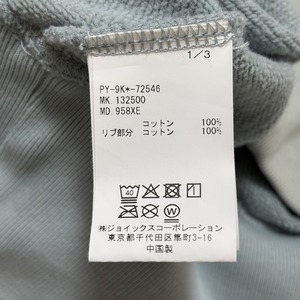 1/3
PY-9K*-72546
MK. 132500
MD. 958XE
コットン 100%
リブ部分 コットン 100%
40
W
㈱ジョイックスコーポレーション
東京都千代田区隼町3-16
中国製